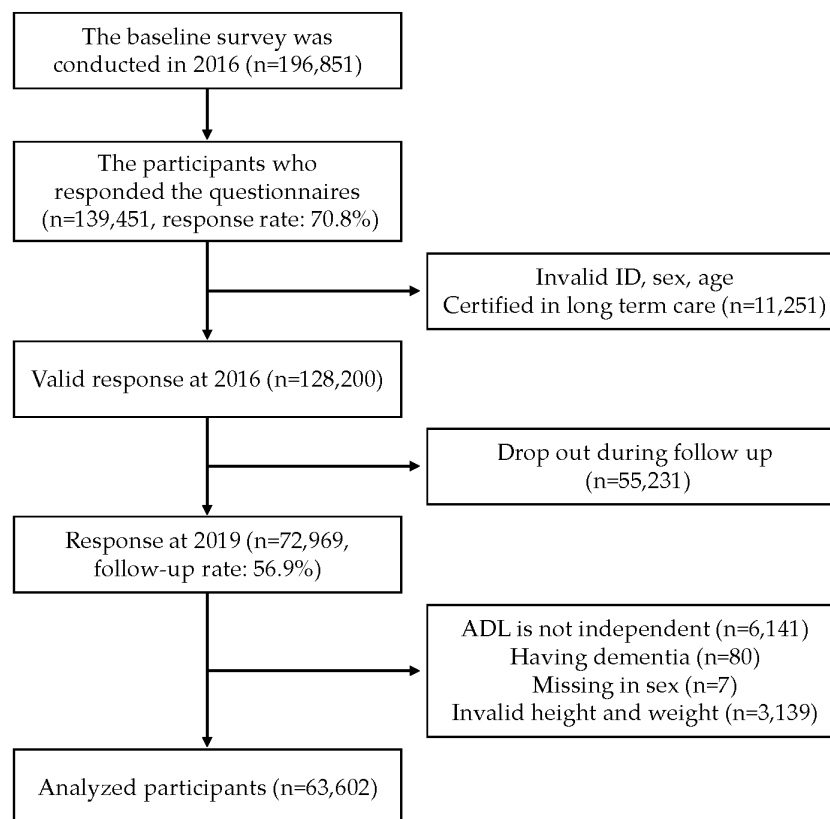 The baseline survey was
conducted in 2016 (n=196,851)
The participants who
responded the questionnaires
(n=139,451, response rate: 70.8%)
Invalid ID, sex, age
Certified in long term care (n=11,251)
Valid response at 2016 (n=128,200)
Drop out during follow up
(n=55,231)
Response at 2019 (n=72,969,
follow-up rate: 56.9%)
ADL is not independent (n=6,141)
Having dementia (n=80)
Missing in sex (n=7)
Invalid height and weight (n=3,139)
Analyzed participants (n=63,602)